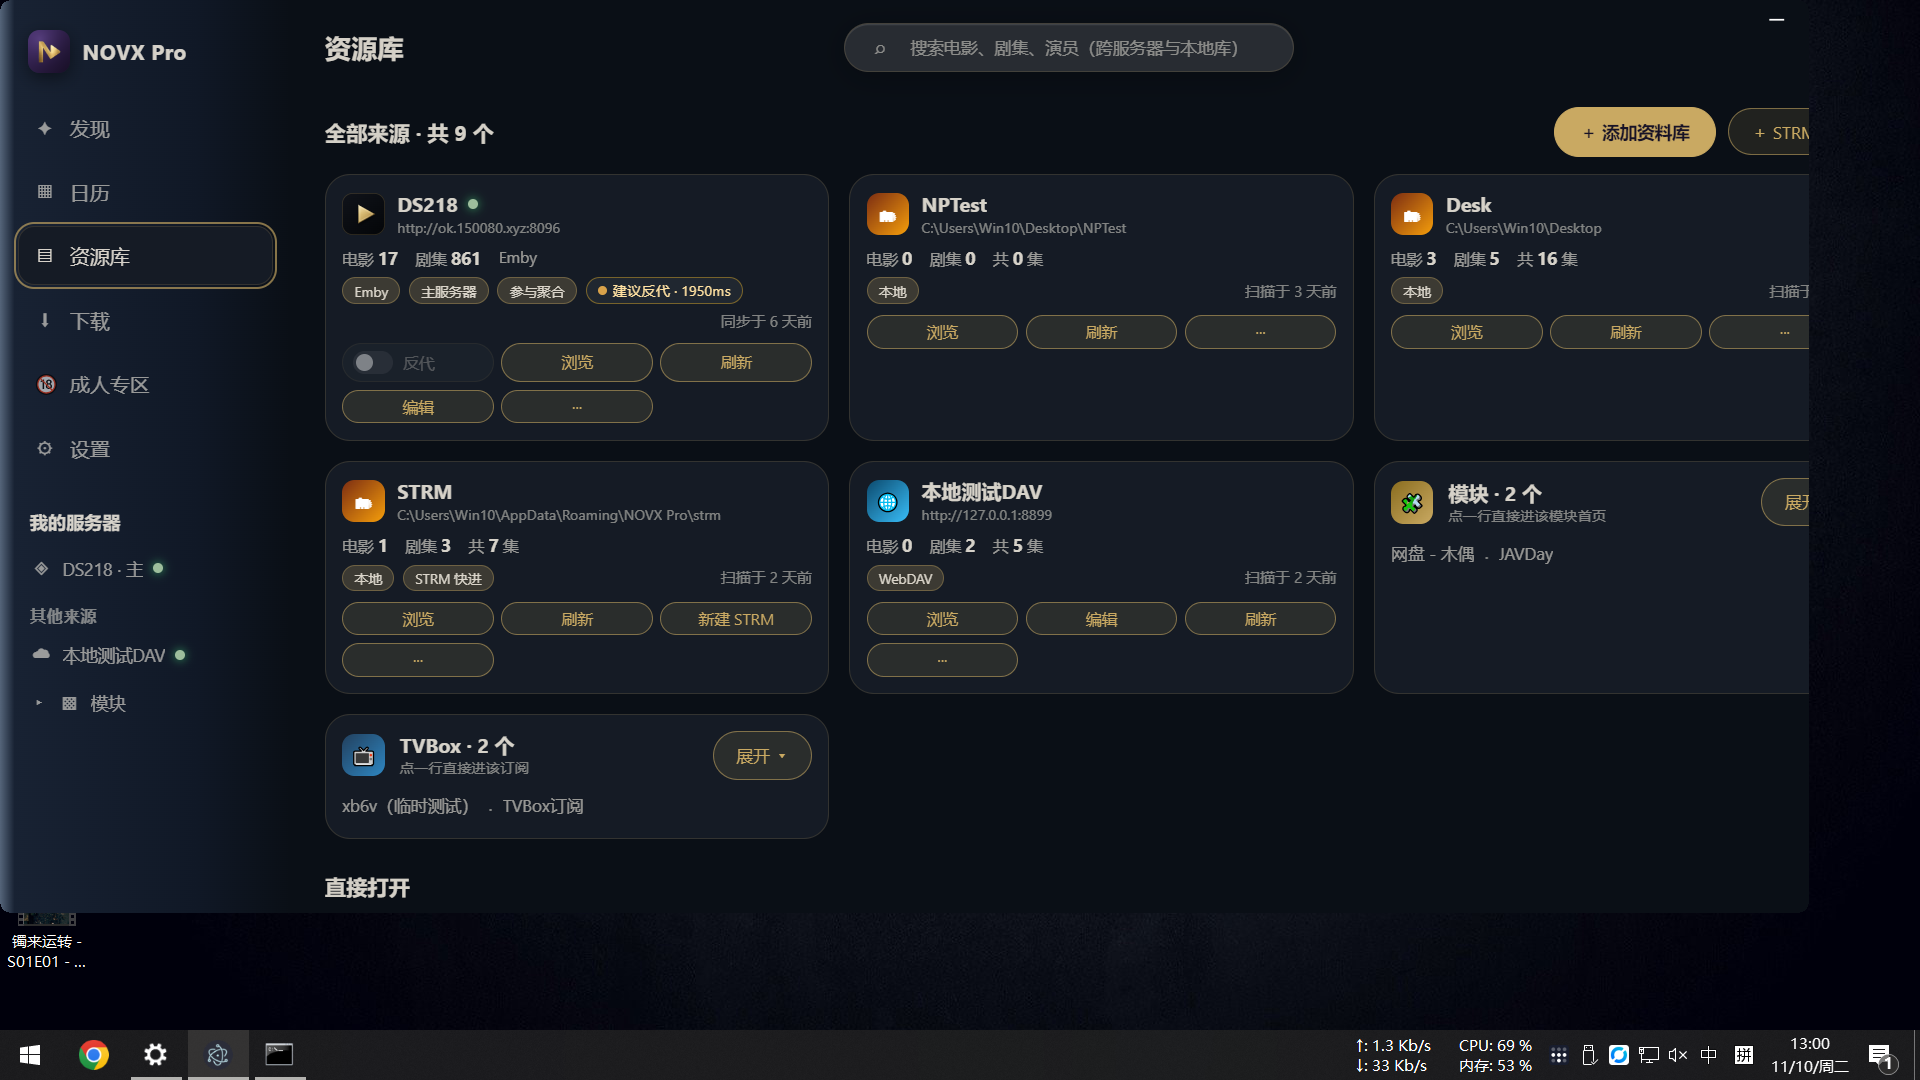 NOVX Pro
发现
日历
资源库
下载
成人专区
设置
我的服务器
DS218 · 主
其他来源
本地测试DAV
模块
资源库
搜索电影、剧集、演员（跨服务器与本地库）
全部来源 · 共 9 个
+ 添加资料库
+ STRM
DS218
http://ok.150080.xyz:8096
电影 17 剧集 861 Emby
Emby 主服务器 参与聚合 建议反代 · 1950ms
同步于 6 天前
反代 浏览 刷新
编辑 ...
NPTest
C:\Users\Win10\Desktop\NPTest
电影 0 剧集 0 共 0 集
本地 扫描于 3 天前
浏览 刷新 ...
Desk
C:\Users\Win10\Desktop
电影 3 剧集 5 共 16 集
本地 扫描于
浏览 刷新 ...
STRM
C:\Users\Win10\AppData\Roaming\NOVX Pro\strm
电影 1 剧集 3 共 7 集
本地 STRM 快进 扫描于 2 天前
浏览 刷新 新建 STRM
...
本地测试DAV
http://127.0.0.1:8899
电影 0 剧集 2 共 5 集
WebDAV 扫描于 2 天前
浏览 编辑 刷新
...
模块 · 2 个
点一行直接进该模块首页
展开
网盘 - 木偶 . JAVDay
TVBox · 2 个
点一行直接进该订阅
展开
xb6v（临时测试） . TVBox订阅
直接打开
S01E01 - ...
↑: 1.3 Kb/s
↓: 33 Kb/s
CPU: 69 %
内存: 53 %
中
拼
13:00
11/10/周二
1